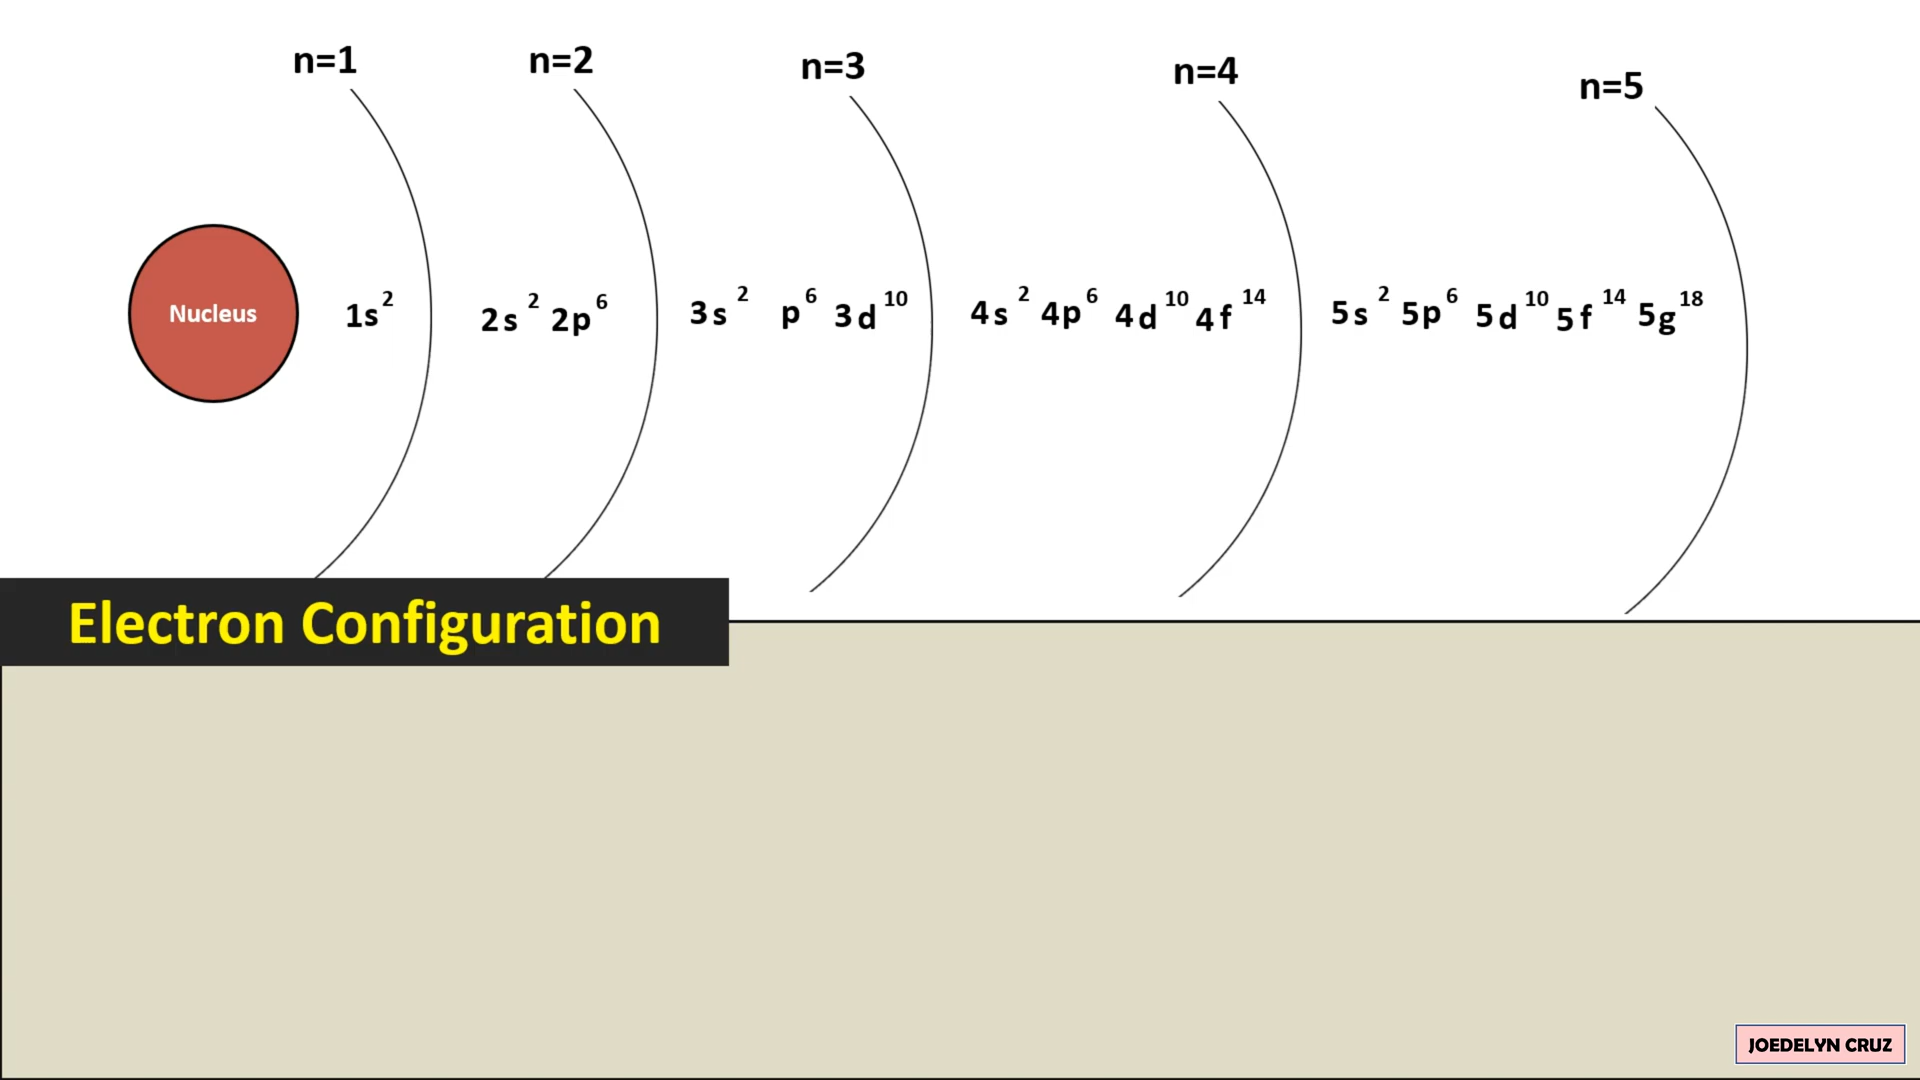 n=1 n=2 n=3 n=4 n=5
Nucleus 1s² 2s² 2p⁶ 3s² p⁶ 3d¹⁰ 4s² 4p⁶ 4d¹⁰ 4f¹⁴ 5s² 5p⁶ 5d¹⁰ 5f¹⁴ 5g¹⁸
Electron Configuration
JOEDELYN CRUZ